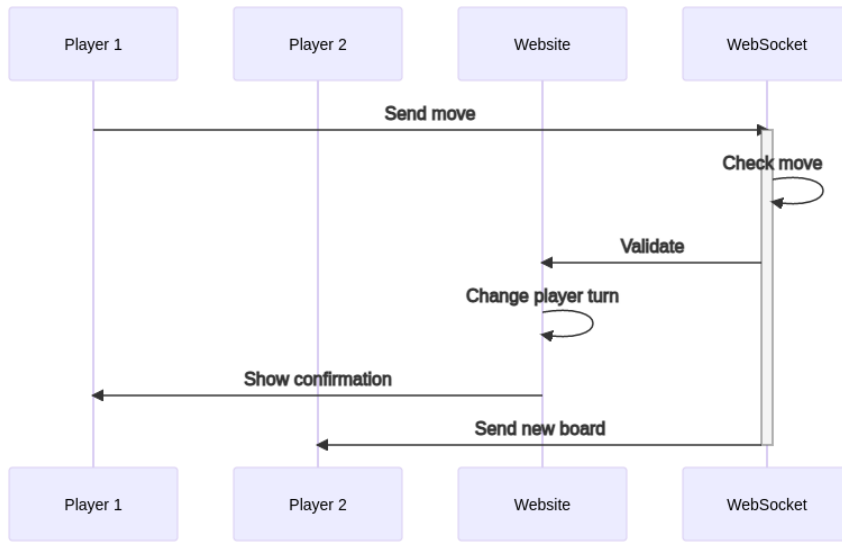 Player 1
Player 2
Website
WebSocket
Send move
Check move
Validate
Change player turn
Show confirmation
Send new board
Player 1
Player 2
Website
WebSocket